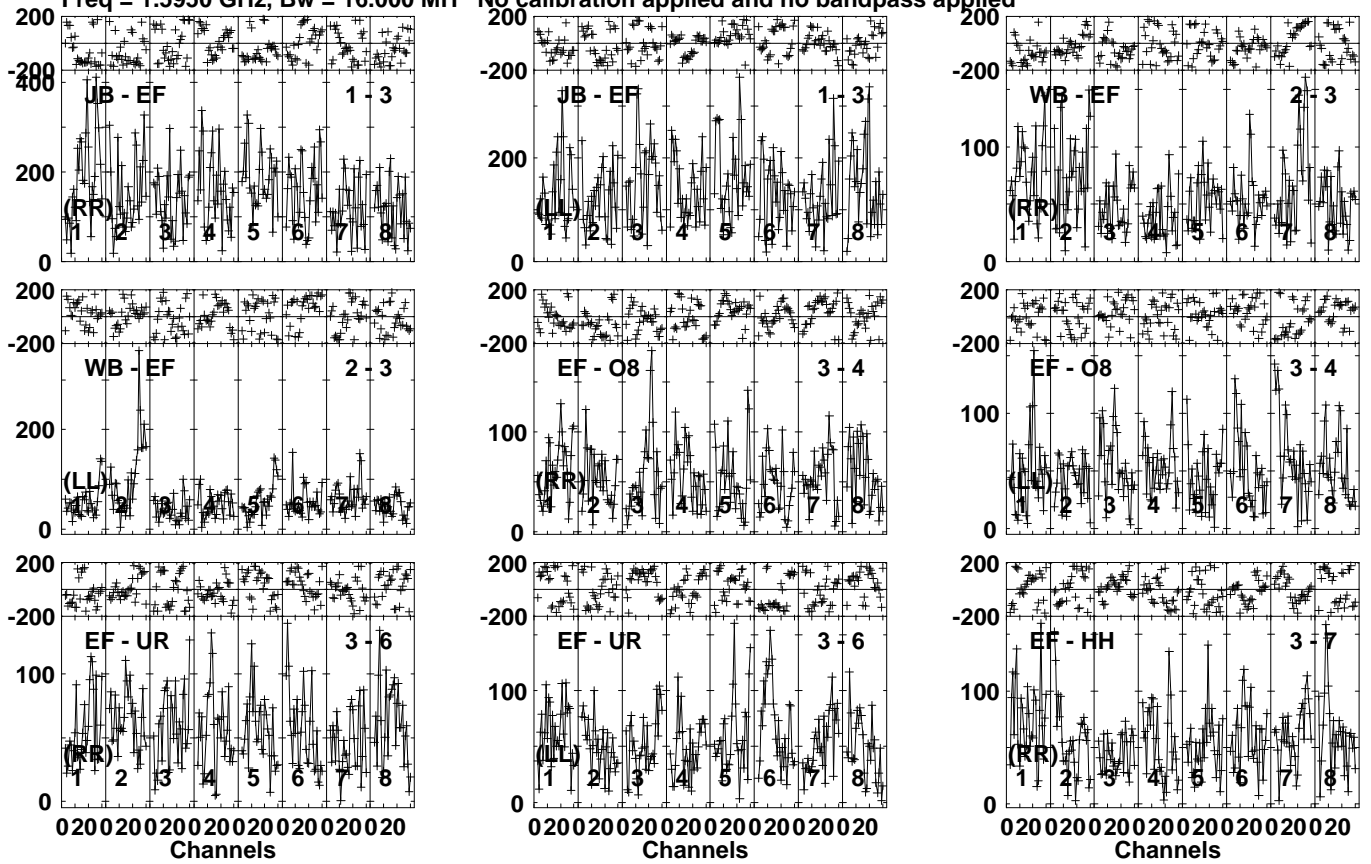 Freq = 1.5950 GHz, Bw = 16.000 MH No calibration applied and no bandpass applied
200
-200
400
200
0
JB - EF 1 - 3
(RR)
1 2 3 4 5 6 7 8
200
-200
200
0
JB - EF 1 - 3
(LL)
1 2 3 4 5 6 7 8
200
-200
100
0
WB - EF 2 - 3
(RR)
1 2 3 4 5 6 7 8
200
-200
200
0
WB - EF 2 - 3
(LL)
1 2 3 4 5 6 7 8
200
-200
100
0
EF - O8 3 - 4
(RR)
1 2 3 4 5 6 7 8
200
-200
100
0
EF - O8 3 - 4
(LL)
1 2 3 4 5 6 7 8
200
-200
100
0
EF - UR 3 - 6
(RR)
1 2 3 4 5 6 7 8
0 20 0 20 0 20 0 20 0 20 0 20 0 20 0 20
Channels
200
-200
100
0
EF - UR 3 - 6
(LL)
1 2 3 4 5 6 7 8
0 20 0 20 0 20 0 20 0 20 0 20 0 20 0 20
Channels
200
-200
100
0
EF - HH 3 - 7
(RR)
1 2 3 4 5 6 7 8
0 20 0 20 0 20 0 20 0 20 0 20 0 20 0 20
Channels